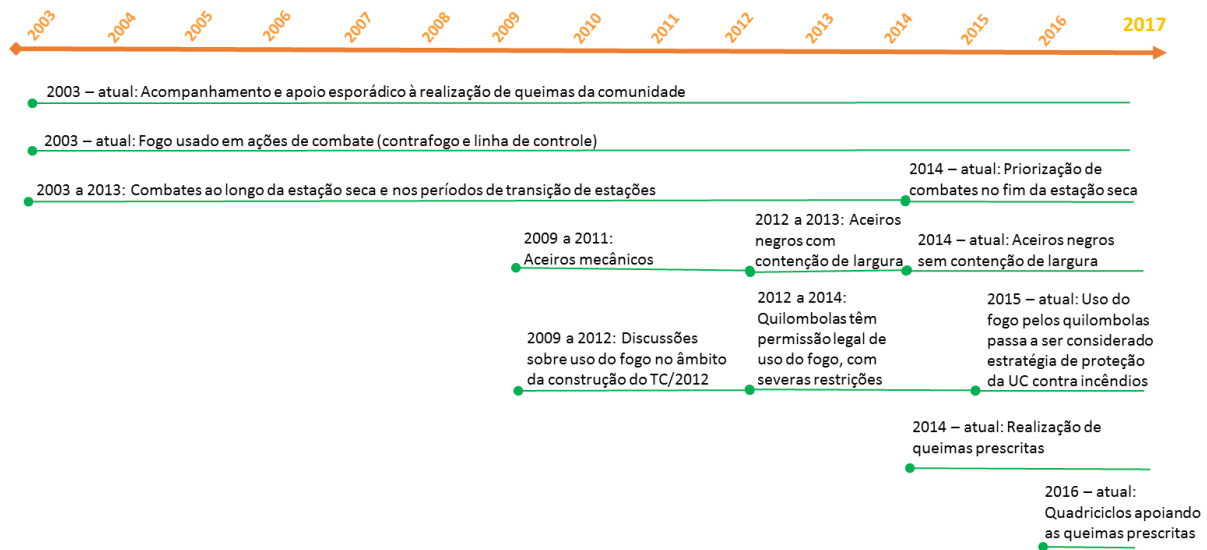 2003
2004
2005
2006
2007
2008
2009
2010
2011
2012
2013
2014
2015
2016
2017
2003 – atual: Acompanhamento e apoio esporádico à realização de queimas da comunidade
2003 – atual: Fogo usado em ações de combate (contrafogo e linha de controle)
2003 a 2013: Combates ao longo da estação seca e nos períodos de transição de estações
2014 – atual: Priorização de
combates no fim da estação seca
2009 a 2011:
Aceiros mecânicos
2012 a 2013: Aceiros
negros com
contenção de largura
2014 – atual: Aceiros negros
sem contenção de largura
2009 a 2012: Discussões
sobre uso do fogo no âmbito
da construção do TC/2012
2012 a 2014:
Quilombolas têm
permissão legal de
uso do fogo, com
severas restrições
2015 – atual: Uso do
fogo pelos quilombolas
passa a ser considerado
estratégia de proteção
da UC contra incêndios
2014 – atual: Realização de
queimas prescritas
2016 – atual:
Quadriciclos apoiando
as queimas prescritas